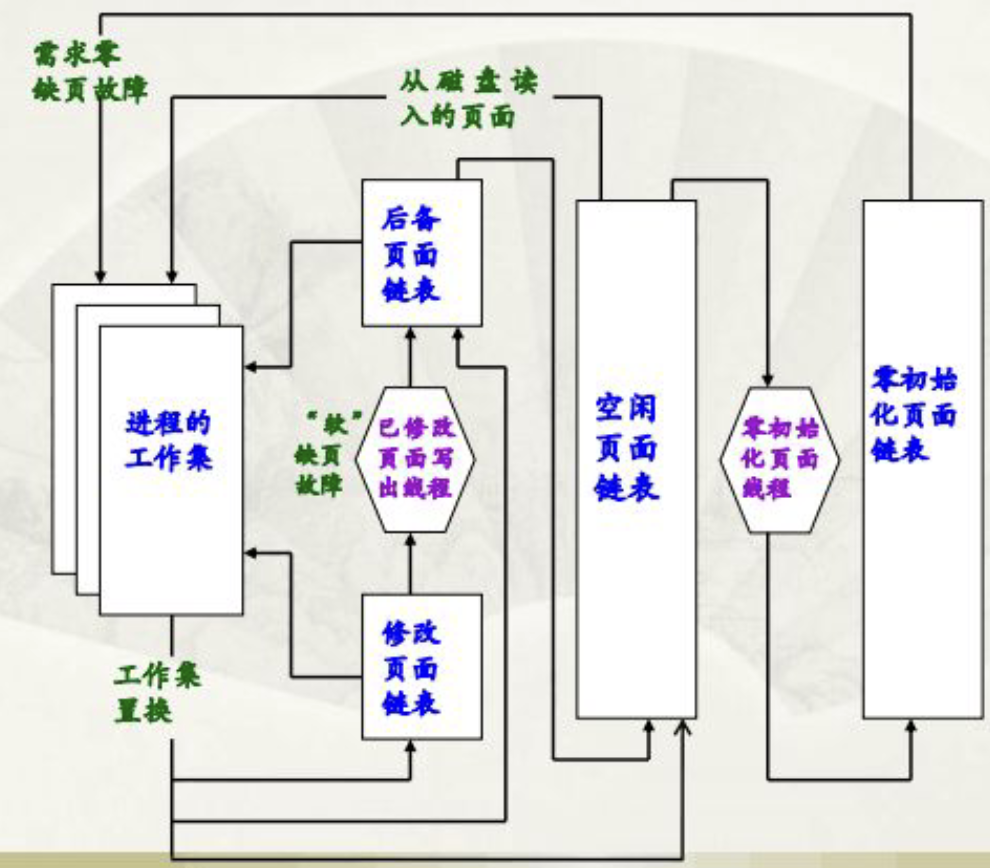 需求零
缺页故障
从磁盘读
入的页面
后备
页面
链表
进程的
工作集
“软”
缺页
故障
已修改
页面写
出线程
空闲
页面
链表
零初始
化页面
线程
零初始
化页面
链表
修改
页面
链表
工作集
置换